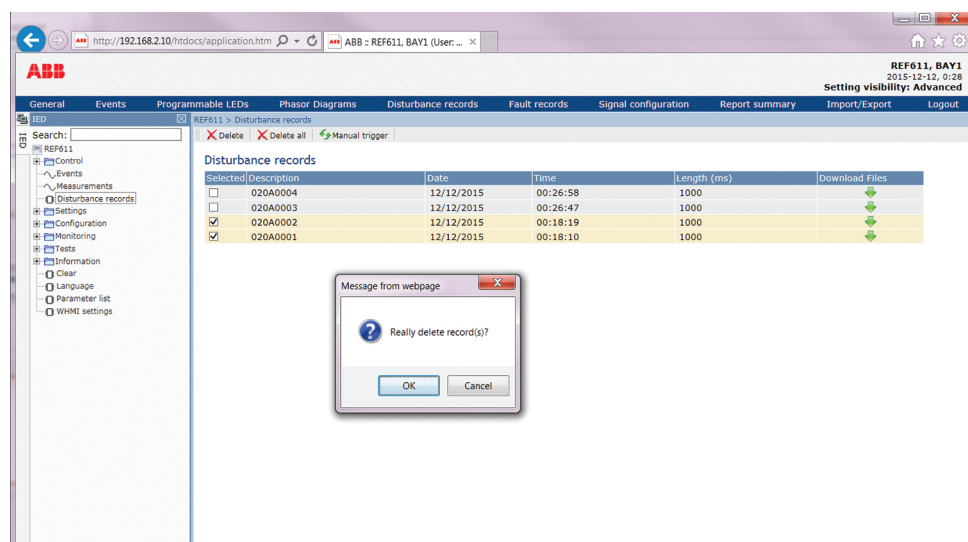 http://192.168.2.10/htdocs/application.htm
ABB :: REF611, BAY1 (User: ...
ABB
REF611, BAY1
2015-12-12, 0:28
Setting visibility: Advanced
General Events Programmable LEDs Phasor Diagrams Disturbance records Fault records Signal configuration Report summary Import/Export Logout
IED
REF611 > Disturbance records
IED
Search:
Delete Delete all Manual trigger
REF611
Control
Events
Measurements
Disturbance records
Settings
Configuration
Monitoring
Tests
Information
Clear
Language
Parameter list
WHMI settings
Disturbance records
Selected Description Date Time Length (ms) Download Files
020A0004 12/12/2015 00:26:58 1000
020A0003 12/12/2015 00:26:47 1000
020A0002 12/12/2015 00:18:19 1000
020A0001 12/12/2015 00:18:10 1000
Message from webpage
Really delete record(s)?
OK Cancel